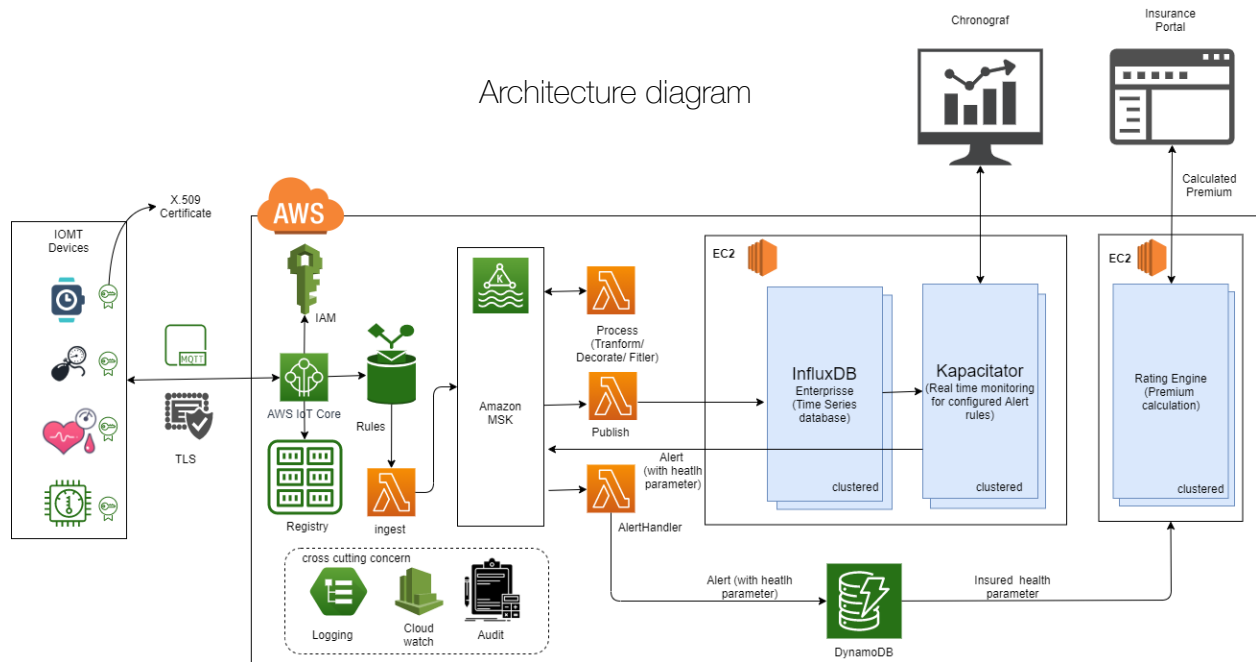 Chronograf
Insurance
Portal
Architecture diagram
Calculated
Premium
X.509
Certificate
AWS
IOMT
Devices
IAM
EC2
EC2
K
Process
(Tranform/
Decorate/ Fitler)
MQTT
InfluxDB
Enterprisse
(Time Series
database)
Kapacitator
(Real time monitoring
for configured Alert
rules)
Rating Engine
(Premium
calculation)
AWS IoT Core
Rules
Amazon
MSK
Publish
TLS
Alert
(with heatlh
parameter)
clustered
clustered
clustered
Registry
ingest
AlertHandler
cross cutting concern
Logging
Cloud
watch
Audit
Alert (with heatlh
parameter)
Insured health
parameter
DynamoDB